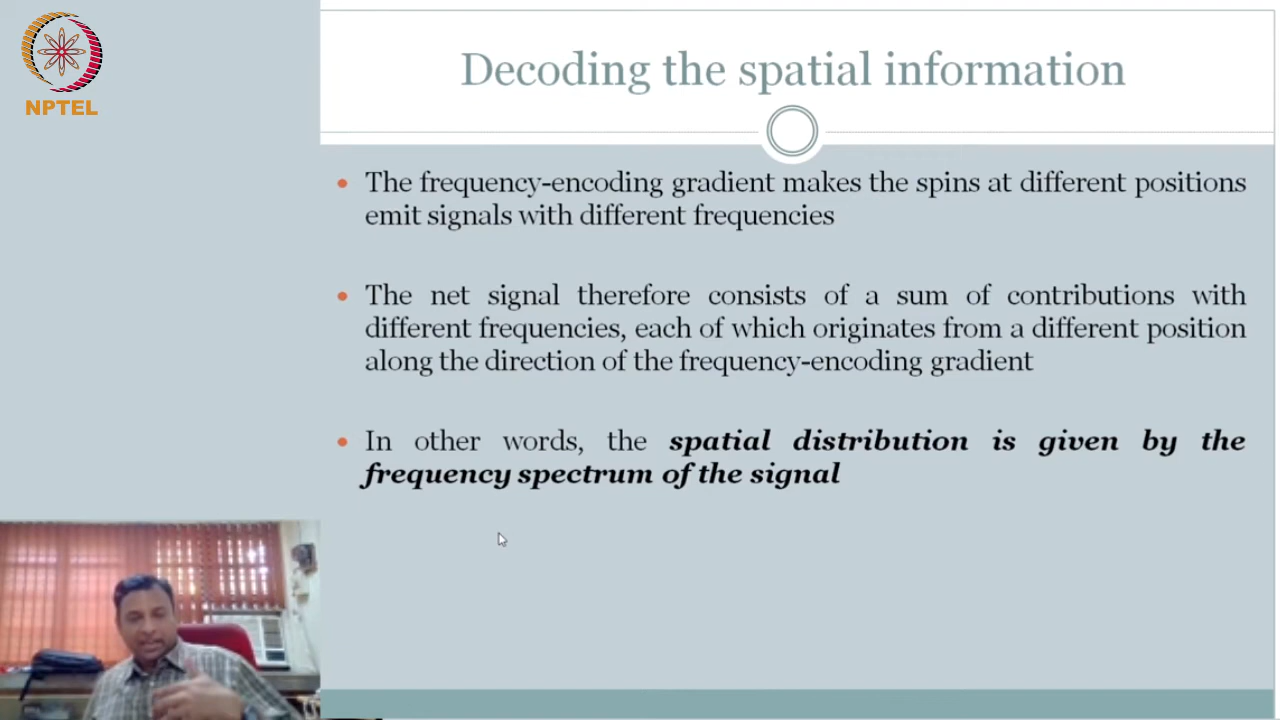 NPTEL
Decoding the spatial information
• The frequency-encoding gradient makes the spins at different positions
emit signals with different frequencies
• The net signal therefore consists of a sum of contributions with
different frequencies, each of which originates from a different position
along the direction of the frequency-encoding gradient
• In other words, the spatial distribution is given by the
frequency spectrum of the signal